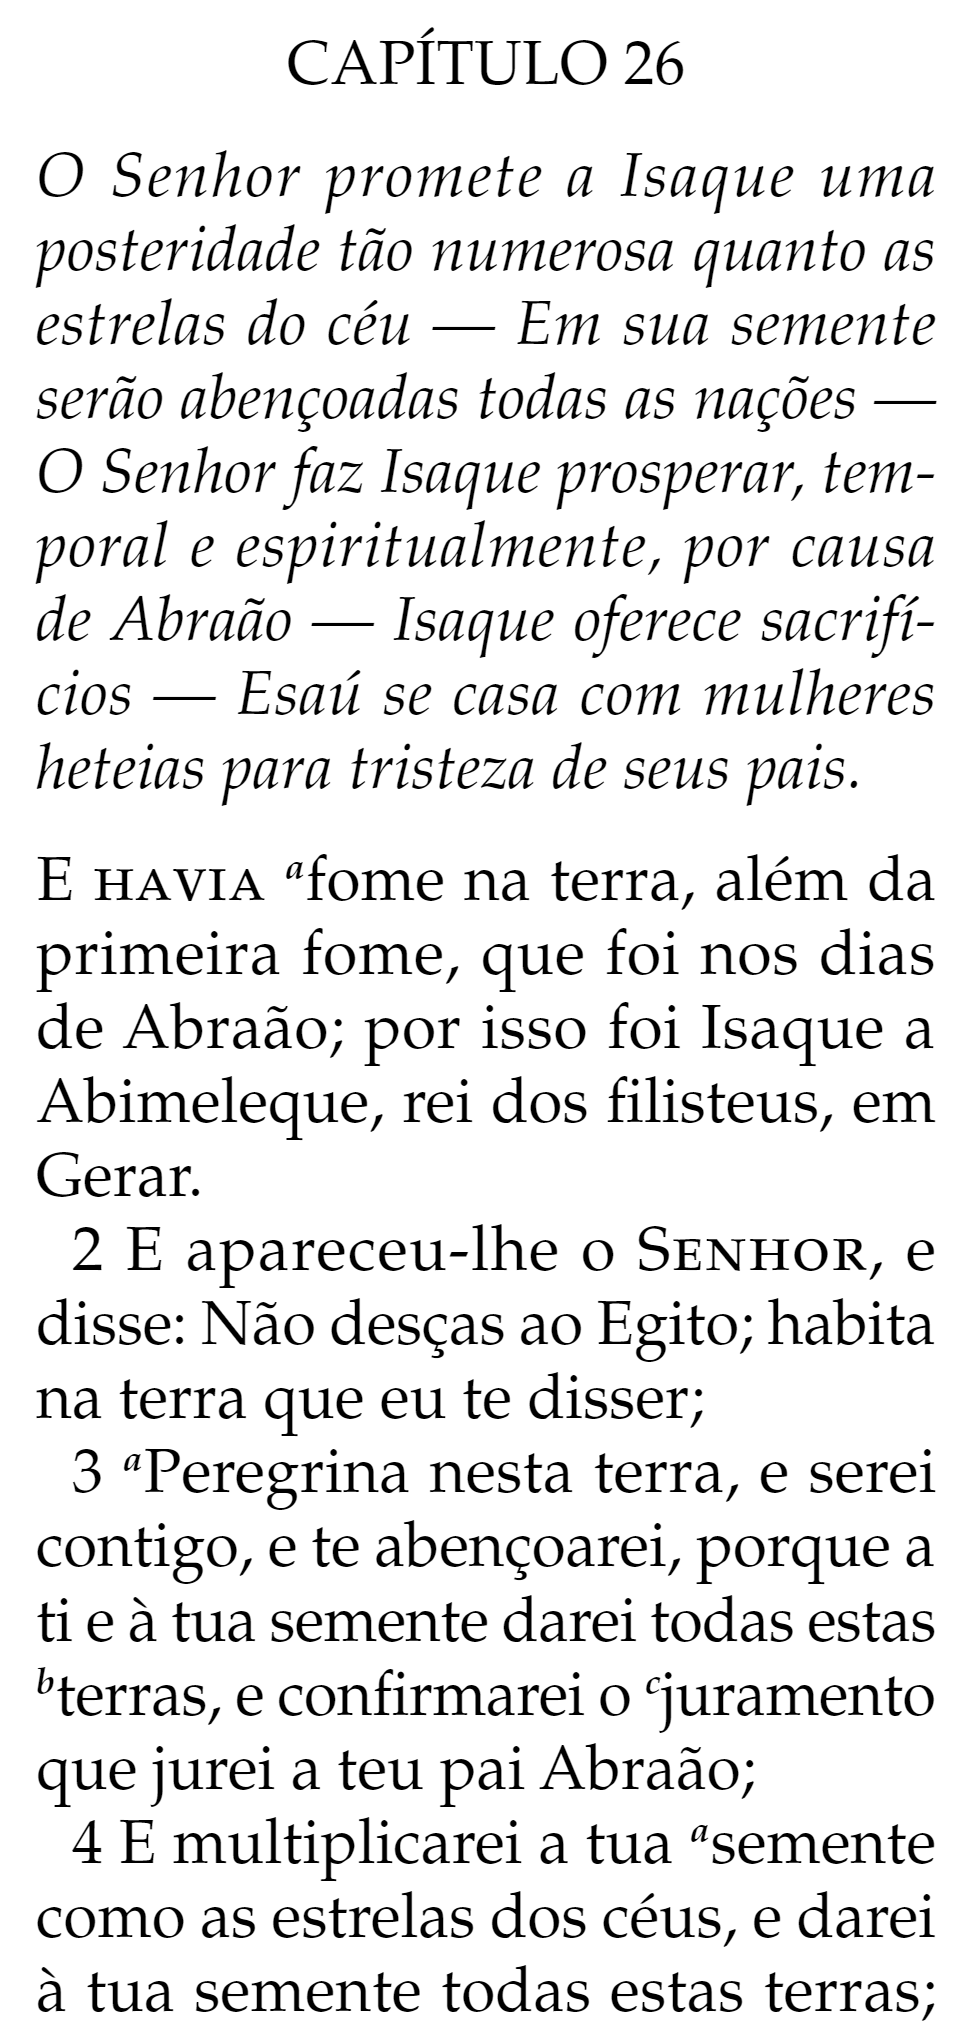 CAPÍTULO 26
O Senhor promete a Isaque uma
posteridade tão numerosa quanto as
estrelas do céu — Em sua semente
serão abençoadas todas as nações —
O Senhor faz Isaque prosperar, tem-
poral e espiritualmente, por causa
de Abraão — Isaque oferece sacrifí-
cios — Esaú se casa com mulheres
heteias para tristeza de seus pais.
E HAVIA ᵃfome na terra, além da
primeira fome, que foi nos dias
de Abraão; por isso foi Isaque a
Abimeleque, rei dos filisteus, em
Gerar.
2 E apareceu-lhe o SENHOR, e
disse: Não desças ao Egito; habita
na terra que eu te disser;
3 ᵃPeregrina nesta terra, e serei
contigo, e te abençoarei, porque a
ti e à tua semente darei todas estas
ᵇterras, e confirmarei o ᶜjuramento
que jurei a teu pai Abraão;
4 E multiplicarei a tua ᵃsemente
como as estrelas dos céus, e darei
à tua semente todas estas terras;